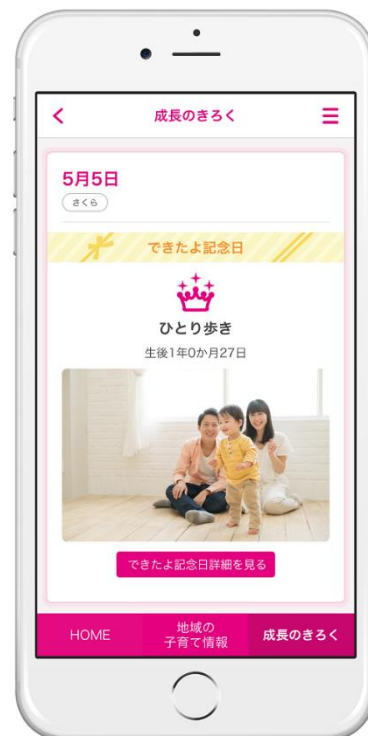 成長のきろく
5月5日
さくら
できたよ記念日
ひとり歩き
生後1年0か月27日
できたよ記念日詳細を見る
HOME
地域の
子育て情報
成長のきろく